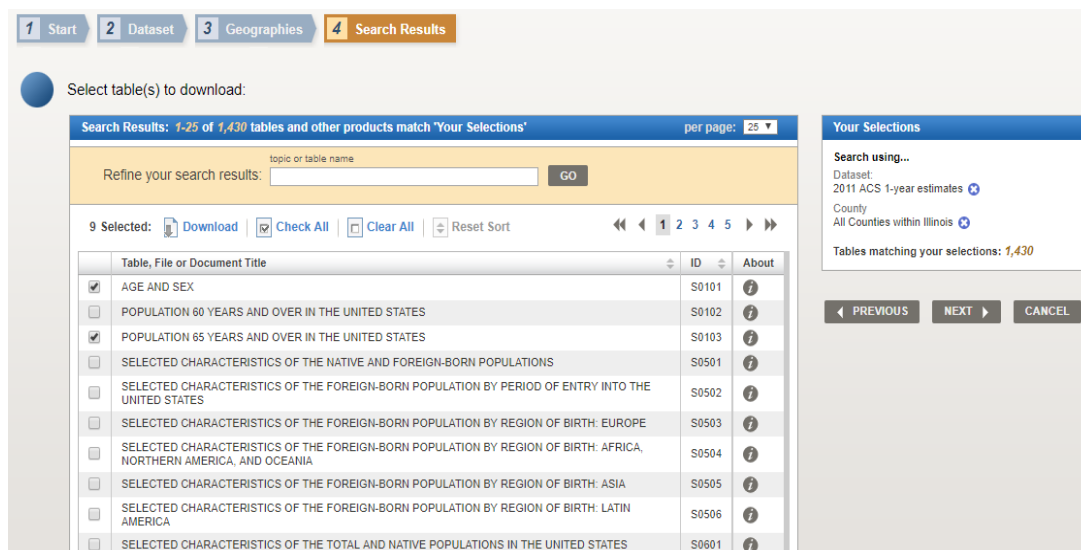 1 Start 2 Dataset 3 Geographies 4 Search Results
Select table(s) to download:
Search Results: 1-25 of 1,430 tables and other products match 'Your Selections' per page: 25
topic or table name
Refine your search results: GO
9 Selected: Download Check All Clear All Reset Sort 1 2 3 4 5
Table, File or Document Title ID About
AGE AND SEX S0101
POPULATION 60 YEARS AND OVER IN THE UNITED STATES S0102
POPULATION 65 YEARS AND OVER IN THE UNITED STATES S0103
SELECTED CHARACTERISTICS OF THE NATIVE AND FOREIGN-BORN POPULATIONS S0501
SELECTED CHARACTERISTICS OF THE FOREIGN-BORN POPULATION BY PERIOD OF ENTRY INTO THE
UNITED STATES S0502
SELECTED CHARACTERISTICS OF THE FOREIGN-BORN POPULATION BY REGION OF BIRTH: EUROPE S0503
SELECTED CHARACTERISTICS OF THE FOREIGN-BORN POPULATION BY REGION OF BIRTH: AFRICA,
NORTHERN AMERICA, AND OCEANIA S0504
SELECTED CHARACTERISTICS OF THE FOREIGN-BORN POPULATION BY REGION OF BIRTH: ASIA S0505
SELECTED CHARACTERISTICS OF THE FOREIGN-BORN POPULATION BY REGION OF BIRTH: LATIN
AMERICA S0506
SELECTED CHARACTERISTICS OF THE TOTAL AND NATIVE POPULATIONS IN THE UNITED STATES S0601
Your Selections
Search using...
Dataset:
2011 ACS 1-year estimates
County
All Counties within Illinois
Tables matching your selections: 1,430
PREVIOUS NEXT CANCEL